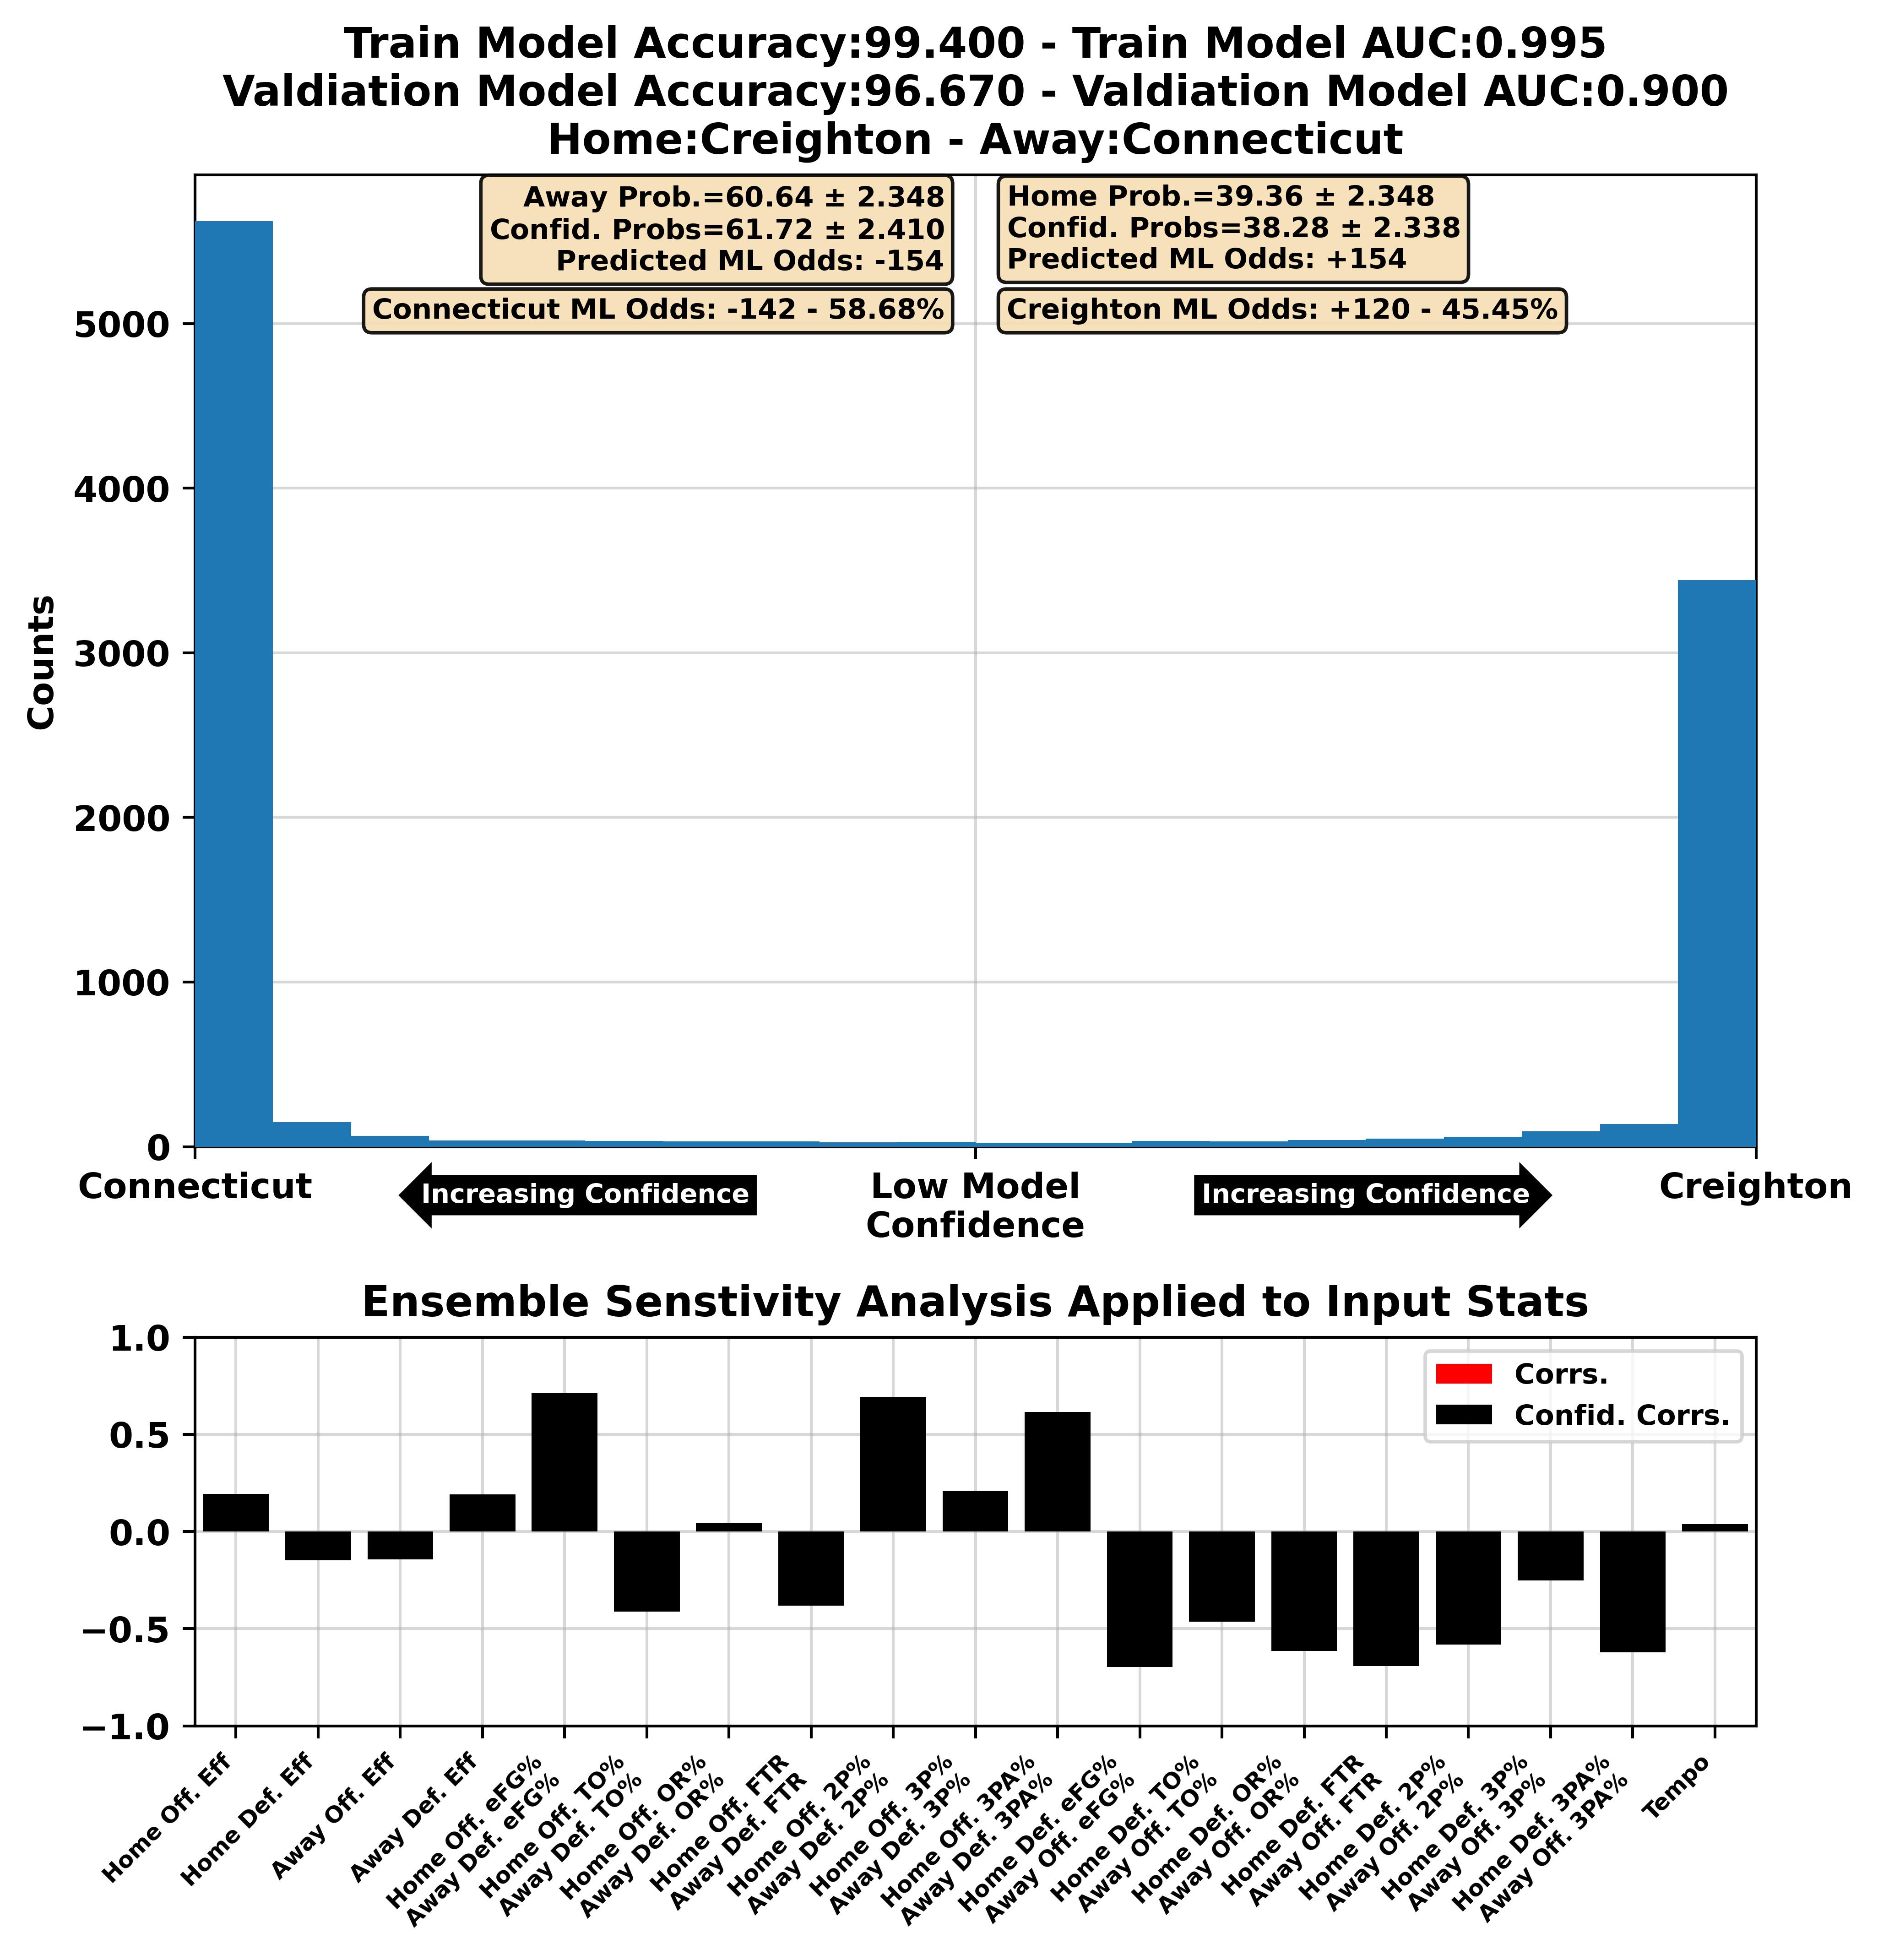 Train Model Accuracy:99.400 - Train Model AUC:0.995
Valdiation Model Accuracy:96.670 - Valdiation Model AUC:0.900
Home:Creighton - Away:Connecticut
Away Prob.=60.64 ± 2.348
Confid. Probs=61.72 ± 2.410
Predicted ML Odds: -154
Connecticut ML Odds: -142 - 58.68%
Home Prob.=39.36 ± 2.348
Confid. Probs=38.28 ± 2.338
Predicted ML Odds: +154
Creighton ML Odds: +120 - 45.45%
Counts
5000
4000
3000
2000
1000
0
Connecticut
Increasing Confidence
Low Model
Confidence
Increasing Confidence
Creighton
Ensemble Senstivity Analysis Applied to Input Stats
1.0
0.5
0.0
−0.5
−1.0
Corrs.
Confid. Corrs.
Home Off. Eff
Home Def. Eff
Away Off. Eff
Away Def. Eff
Home Off. eFG%
Away Def. eFG%
Home Off. TO%
Away Def. TO%
Home Off. OR%
Away Def. OR%
Home Off. FTR
Away Def. FTR
Home Off. 2P%
Away Def. 2P%
Home Off. 3P%
Away Def. 3P%
Home Off. 3PA%
Away Def. 3PA%
Home Def. eFG%
Away Off. eFG%
Home Def. TO%
Away Off. TO%
Home Def. OR%
Away Off. OR%
Home Def. FTR
Away Off. FTR
Home Def. 2P%
Away Off. 2P%
Home Def. 3P%
Away Off. 3P%
Home Def. 3PA%
Away Off. 3PA%
Tempo